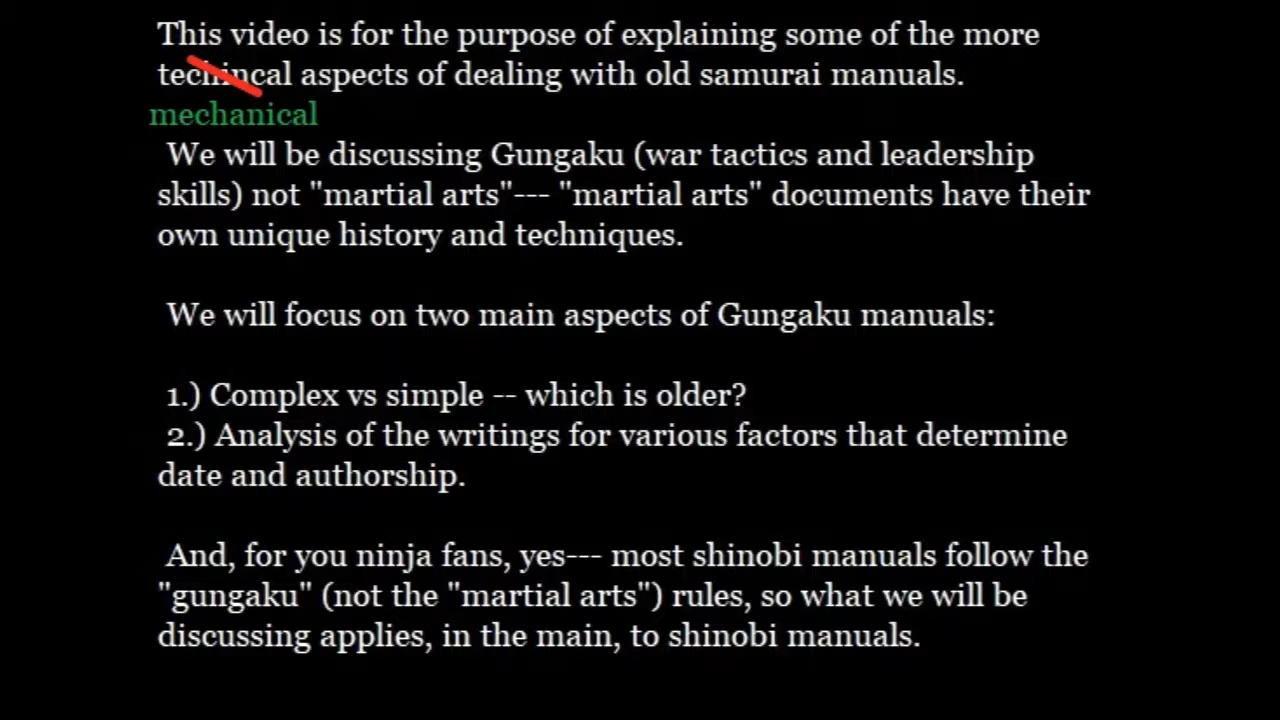 This video is for the purpose of explaining some of the more
techincal aspects of dealing with old samurai manuals.
mechanical
We will be discussing Gungaku (war tactics and leadership
skills) not "martial arts"--- "martial arts" documents have their
own unique history and techniques.
We will focus on two main aspects of Gungaku manuals:
1.) Complex vs simple -- which is older?
2.) Analysis of the writings for various factors that determine
date and authorship.
And, for you ninja fans, yes--- most shinobi manuals follow the
"gungaku" (not the "martial arts") rules, so what we will be
discussing applies, in the main, to shinobi manuals.